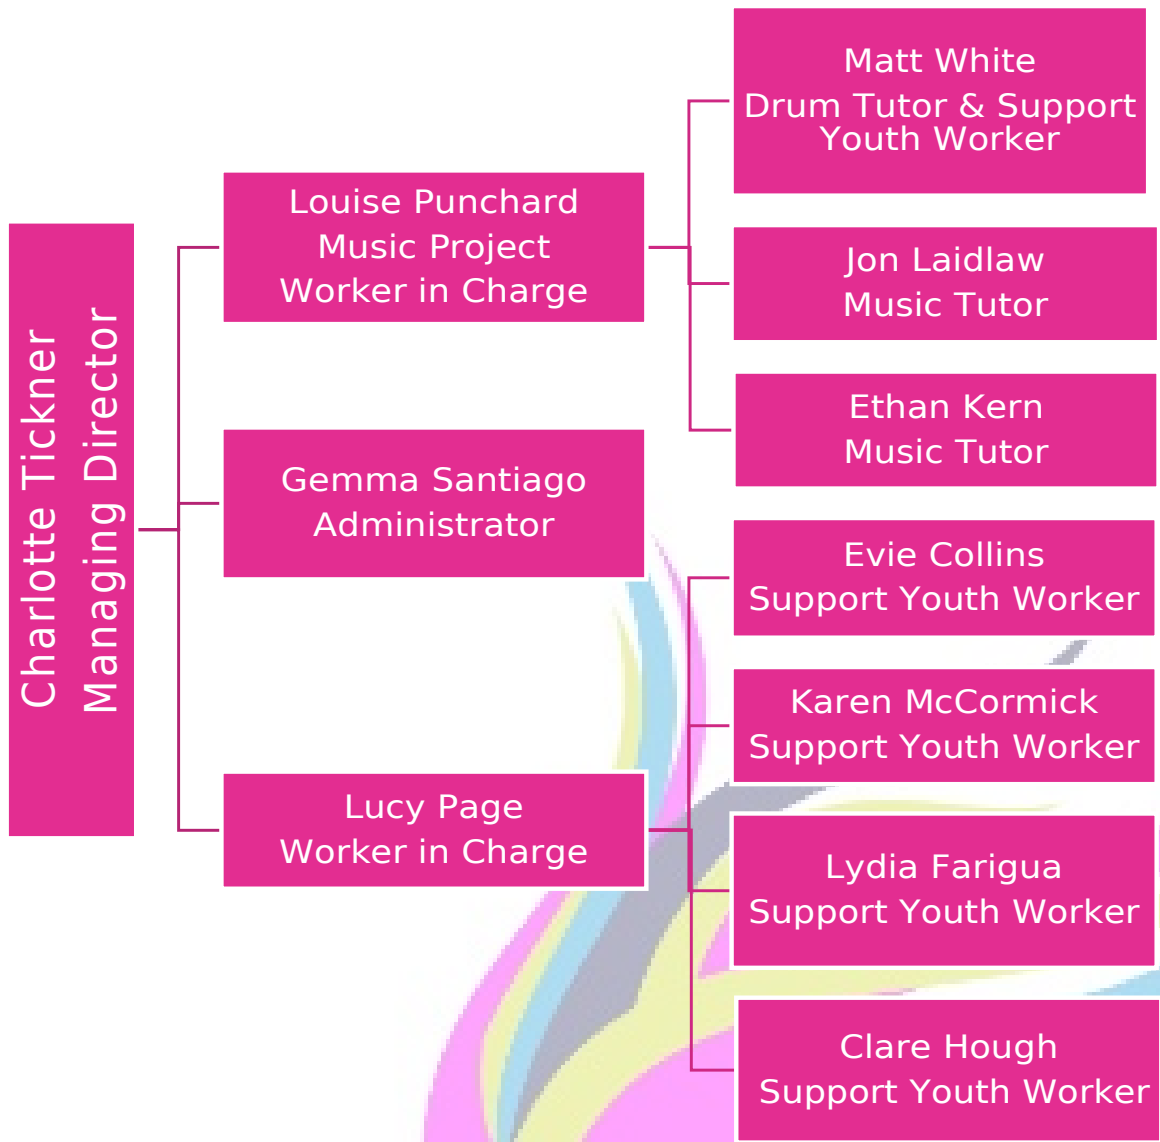 Charlotte Tickner
Managing Director
Louise Punchard
Music Project
Worker in Charge
Gemma Santiago
Administrator
Lucy Page
Worker in Charge
Matt White
Drum Tutor & Support
Youth Worker
Jon Laidlaw
Music Tutor
Ethan Kern
Music Tutor
Evie Collins
Support Youth Worker
Karen McCormick
Support Youth Worker
Lydia Farigua
Support Youth Worker
Clare Hough
Support Youth Worker